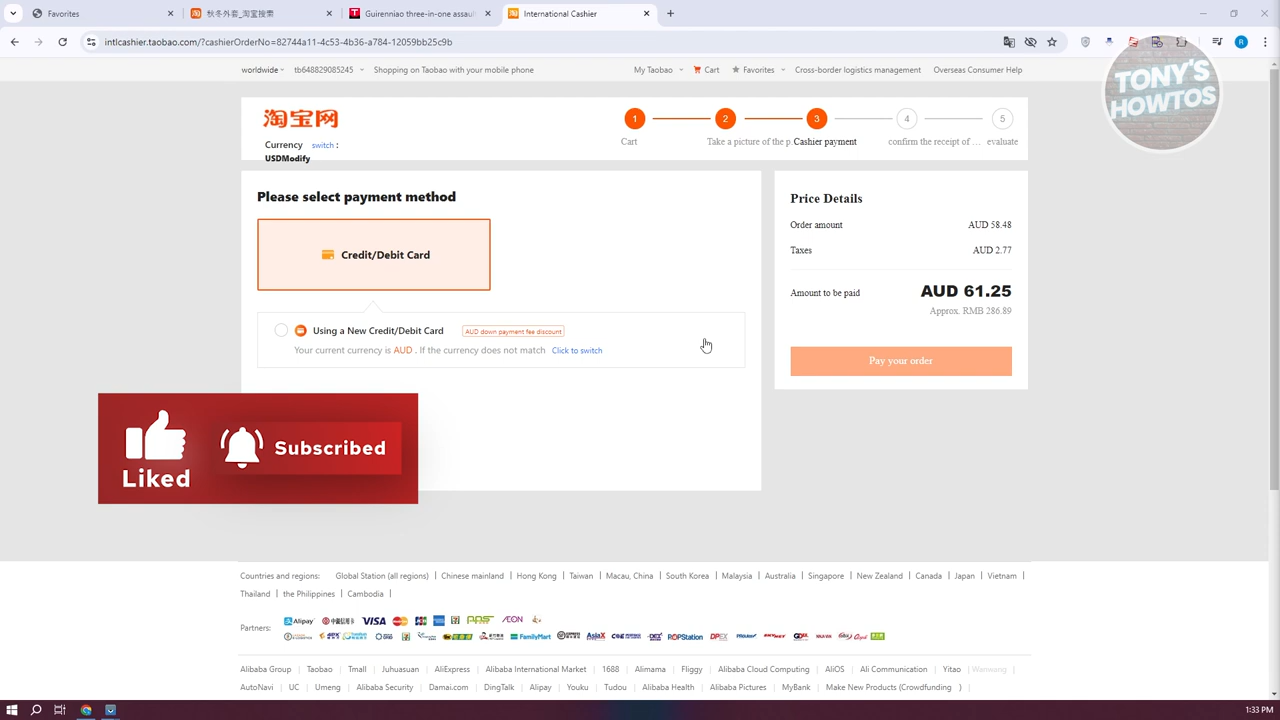 Favorites
秋冬外套_淘宝搜索
Guirenniao three-in-one assaul
International Cashier
intlcashier.taobao.com/?cashierOrderNo=82744a11-4c53-4b36-a784-12059bb25c9b
worldwide
tb648829085245
Shopping on Taobao with your mobile phone
My Taobao
Cart
Favorites
Cross-border logistics management
Overseas Consumer Help
TONY'S
HOWTOS
淘宝网
1 2 3 4 5
Cart
Take a picture of the p.
Cashier payment
confirm the receipt of ...
evaluate
Currency switch :
USDModify
Please select payment method
Credit/Debit Card
Using a New Credit/Debit Card
AUD down payment fee discount
Your current currency is AUD . If the currency does not match Click to switch
Price Details
Order amount AUD 58.48
Taxes AUD 2.77
Amount to be paid AUD 61.25
Approx. RMB 286.89
Pay your order
Liked
Subscribed
Countries and regions: Global Station (all regions) | Chinese mainland | Hong Kong | Taiwan | Macau, China | South Korea | Malaysia | Australia | Singapore | New Zealand | Canada | Japan | Vietnam |
Thailand | the Philippines | Cambodia |
Partners:
Alipay
VISA
AEON
FamilyMart
AsiaX
POPStation
Alibaba Group | Taobao | Tmall | Juhuasuan | AliExpress | Alibaba International Market | 1688 | Alimama | Fliggy | Alibaba Cloud Computing | AliOS | Ali Communication | Yitao | Wanwang |
AutoNavi | UC | Umeng | Alibaba Security | Damai.com | DingTalk | Alipay | Youku | Tudou | Alibaba Health | Alibaba Pictures | MyBank | Make New Products (Crowdfunding ) |
1:33 PM